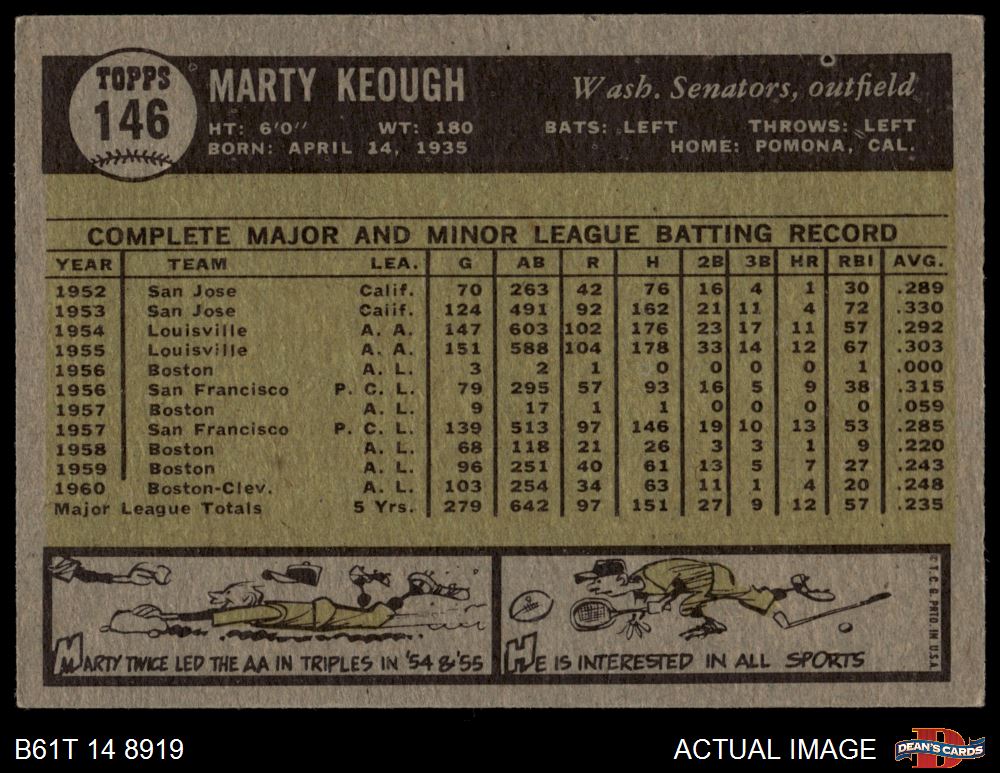 TOPPS
146
MARTY KEOUGH
Wash. Senators, outfield
HT: 6'0" WT: 180 BATS: LEFT THROWS: LEFT
BORN: APRIL 14, 1935 HOME: POMONA, CAL.
COMPLETE MAJOR AND MINOR LEAGUE BATTING RECORD
YEAR TEAM LEA. G AB R H 2B 3B HR RBI AVG.
1952 San Jose Calif. 70 263 42 76 16 4 1 30 .289
1953 San Jose Calif. 124 491 92 162 21 11 4 72 .330
1954 Louisville A. A. 147 603 102 176 23 17 11 57 .292
1955 Louisville A. A. 151 588 104 178 33 14 12 67 .303
1956 Boston A. L. 3 2 1 0 0 0 0 1 .000
1956 San Francisco P. C. L. 79 295 57 93 16 5 9 38 .315
1957 Boston A. L. 9 17 1 1 0 0 0 0 .059
1957 San Francisco P. C. L. 139 513 97 146 19 10 13 53 .285
1958 Boston A. L. 68 118 21 26 3 3 1 9 .220
1959 Boston A. L. 96 251 40 61 13 5 7 27 .243
1960 Boston-Clev. A. L. 103 254 34 63 11 1 4 20 .248
Major League Totals 5 Yrs. 279 642 97 151 27 9 12 57 .235
MARTY TWICE LED THE AA IN TRIPLES IN '54 & '55
HE IS INTERESTED IN ALL SPORTS
© T. C. G. PRTD. IN U.S.A.
B61T 14 8919
ACTUAL IMAGE
DEAN'S CARDS